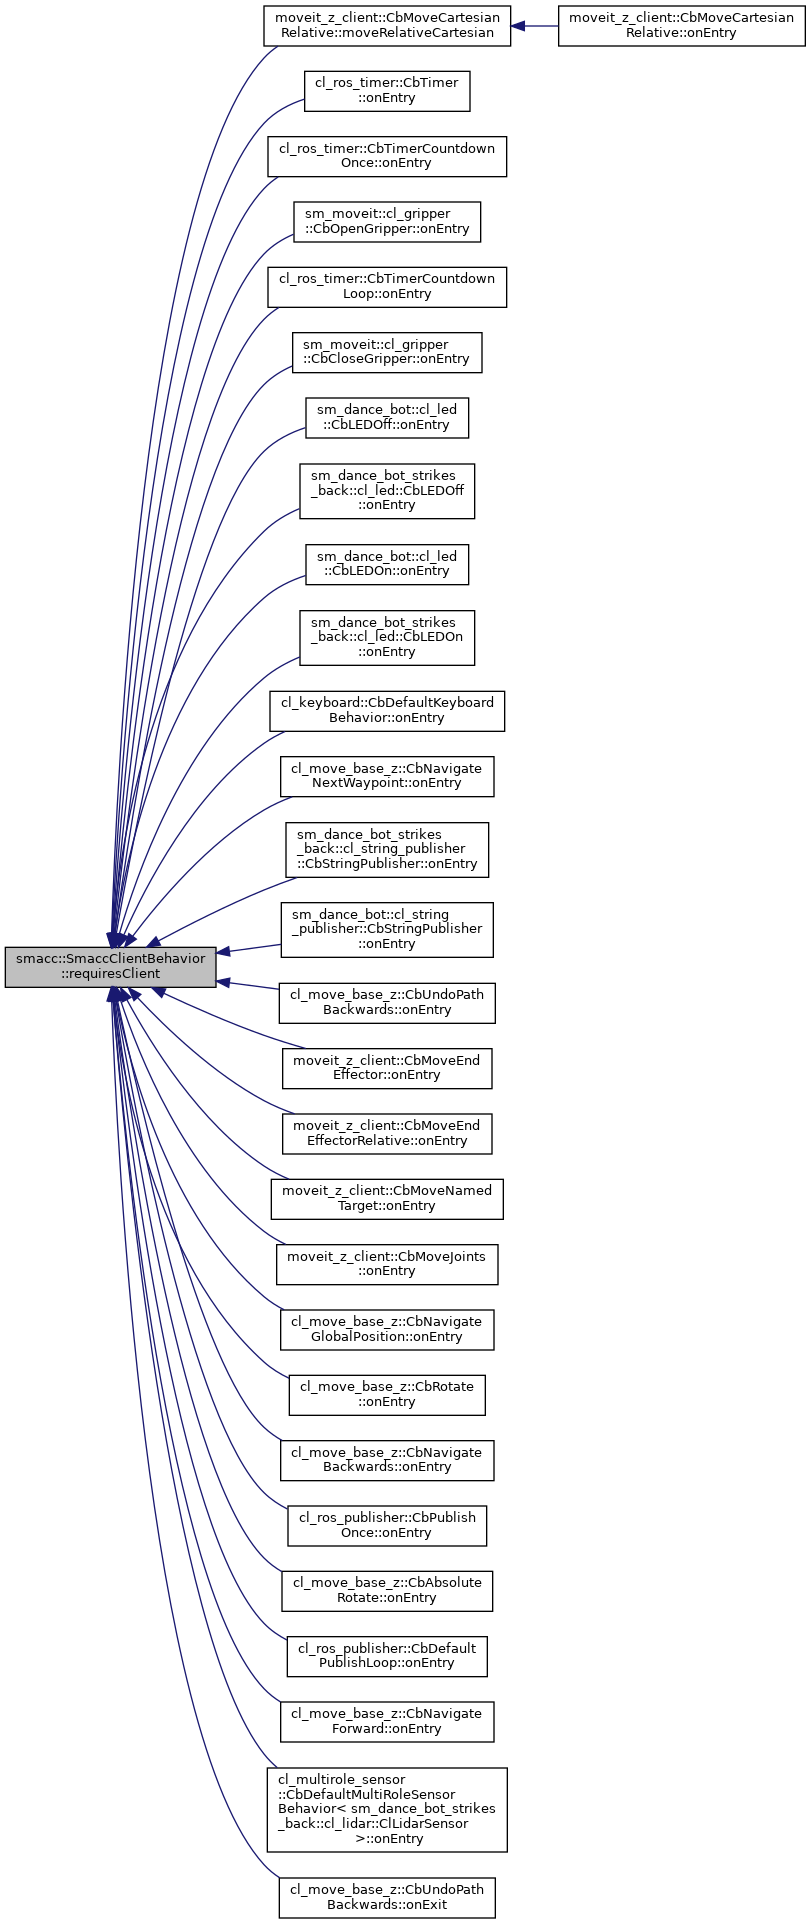 moveit_z_client::CbMoveCartesian
Relative::moveRelativeCartesian
moveit_z_client::CbMoveCartesian
Relative::onEntry
cl_ros_timer::CbTimer
::onEntry
cl_ros_timer::CbTimerCountdown
Once::onEntry
sm_moveit::cl_gripper
::CbOpenGripper::onEntry
cl_ros_timer::CbTimerCountdown
Loop::onEntry
sm_moveit::cl_gripper
::CbCloseGripper::onEntry
sm_dance_bot::cl_led
::CbLEDOff::onEntry
sm_dance_bot_strikes
_back::cl_led::CbLEDOff
::onEntry
sm_dance_bot::cl_led
::CbLEDOn::onEntry
sm_dance_bot_strikes
_back::cl_led::CbLEDOn
::onEntry
cl_keyboard::CbDefaultKeyboard
Behavior::onEntry
cl_move_base_z::CbNavigate
NextWaypoint::onEntry
sm_dance_bot_strikes
_back::cl_string_publisher
::CbStringPublisher::onEntry
sm_dance_bot::cl_string
_publisher::CbStringPublisher
::onEntry
smacc::SmaccClientBehavior
::requiresClient
cl_move_base_z::CbUndoPath
Backwards::onEntry
moveit_z_client::CbMoveEnd
Effector::onEntry
moveit_z_client::CbMoveEnd
EffectorRelative::onEntry
moveit_z_client::CbMoveNamed
Target::onEntry
moveit_z_client::CbMoveJoints
::onEntry
cl_move_base_z::CbNavigate
GlobalPosition::onEntry
cl_move_base_z::CbRotate
::onEntry
cl_move_base_z::CbNavigate
Backwards::onEntry
cl_ros_publisher::CbPublish
Once::onEntry
cl_move_base_z::CbAbsolute
Rotate::onEntry
cl_ros_publisher::CbDefault
PublishLoop::onEntry
cl_move_base_z::CbNavigate
Forward::onEntry
cl_multirole_sensor
::CbDefaultMultiRoleSensor
Behavior< sm_dance_bot_strikes
_back::cl_lidar::ClLidarSensor
>::onEntry
cl_move_base_z::CbUndoPath
Backwards::onExit